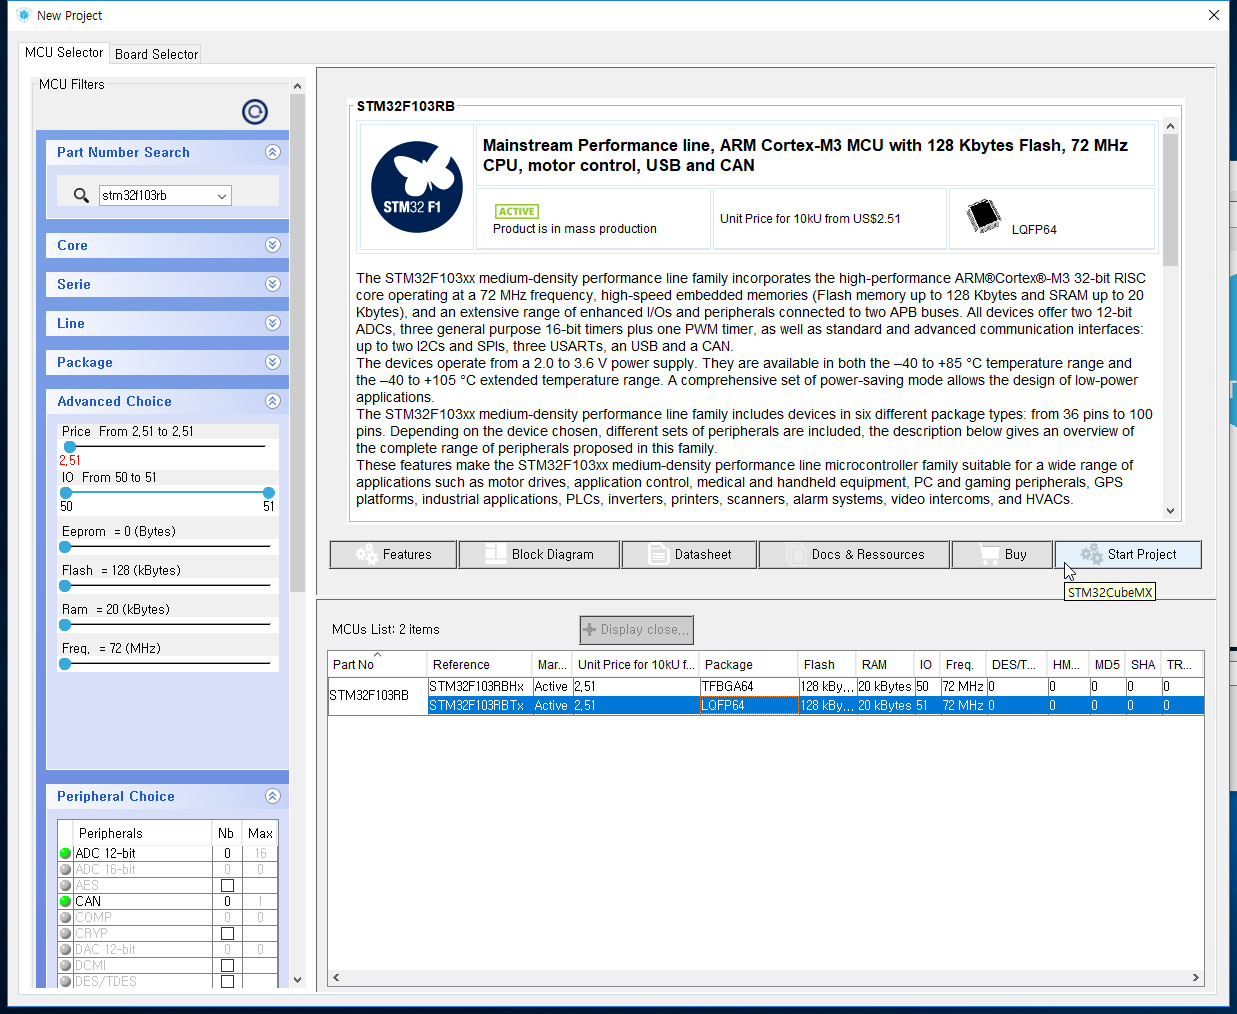 New Project
MCU Selector
Board Selector
MCU Filters
Part Number Search
stm32f103rb
Core
Serie
Line
Package
Advanced Choice
Price From 2,51 to 2,51
2,51
IO From 50 to 51
50 51
Eeprom = 0 (Bytes)
Flash = 128 (kBytes)
Ram = 20 (kBytes)
Freq. = 72 (MHz)
Peripheral Choice
Peripherals Nb Max
ADC 12-bit 0 16
ADC 16-bit 0 0
AES
CAN 0 1
COMP 0 0
CRYP
DAC 12-bit 0 0
DCMI
DES/TDES
STM32F103RB
STM32 F1
Mainstream Performance line, ARM Cortex-M3 MCU with 128 Kbytes Flash, 72 MHz
CPU, motor control, USB and CAN
ACTIVE
Product is in mass production
Unit Price for 10kU from US$2.51
LQFP64
The STM32F103xx medium-density performance line family incorporates the high-performance ARM®Cortex®-M3 32-bit RISC
core operating at a 72 MHz frequency, high-speed embedded memories (Flash memory up to 128 Kbytes and SRAM up to 20
Kbytes), and an extensive range of enhanced I/Os and peripherals connected to two APB buses. All devices offer two 12-bit
ADCs, three general purpose 16-bit timers plus one PWM timer, as well as standard and advanced communication interfaces:
up to two I2Cs and SPIs, three USARTs, an USB and a CAN.
The devices operate from a 2.0 to 3.6 V power supply. They are available in both the –40 to +85 °C temperature range and
the –40 to +105 °C extended temperature range. A comprehensive set of power-saving mode allows the design of low-power
applications.
The STM32F103xx medium-density performance line family includes devices in six different package types: from 36 pins to 100
pins. Depending on the device chosen, different sets of peripherals are included, the description below gives an overview of
the complete range of peripherals proposed in this family.
These features make the STM32F103xx medium-density performance line microcontroller family suitable for a wide range of
applications such as motor drives, application control, medical and handheld equipment, PC and gaming peripherals, GPS
platforms, industrial applications, PLCs, inverters, printers, scanners, alarm systems, video intercoms, and HVACs.
Features
Block Diagram
Datasheet
Docs & Ressources
Buy
Start Project
STM32CubeMX
MCUs List: 2 items
Display close...
Part No Reference Mar... Unit Price for 10kU f... Package Flash RAM IO Freq. DES/T... HM... MD5 SHA TR...
STM32F103RB
STM32F103RBHx Active 2,51 TFBGA64 128 kBy... 20 kBytes 50 72 MHz 0 0 0 0 0
STM32F103RBTx Active 2,51 LQFP64 128 kBy... 20 kBytes 51 72 MHz 0 0 0 0 0